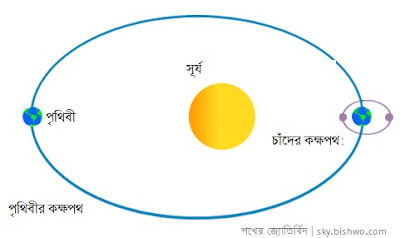 সূর্য
পৃথিবী
চাঁদের কক্ষপথ:
পৃথিবীর কক্ষপথ
শখের জ্যোতির্বিদ | sky.bishwo.com